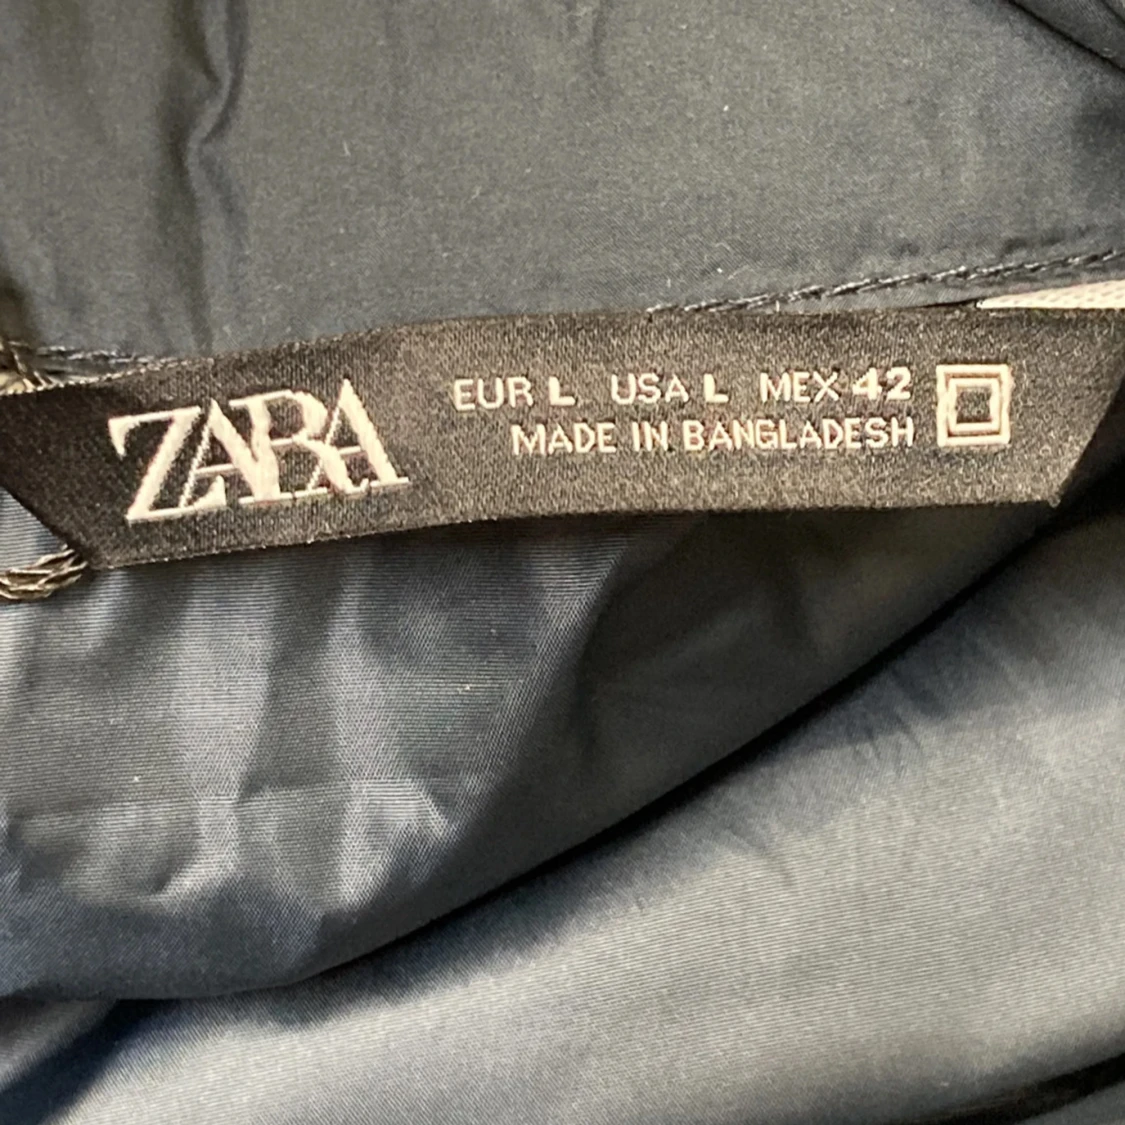 ZARA
EUR L USA L MEX 42
MADE IN BANGLADESH